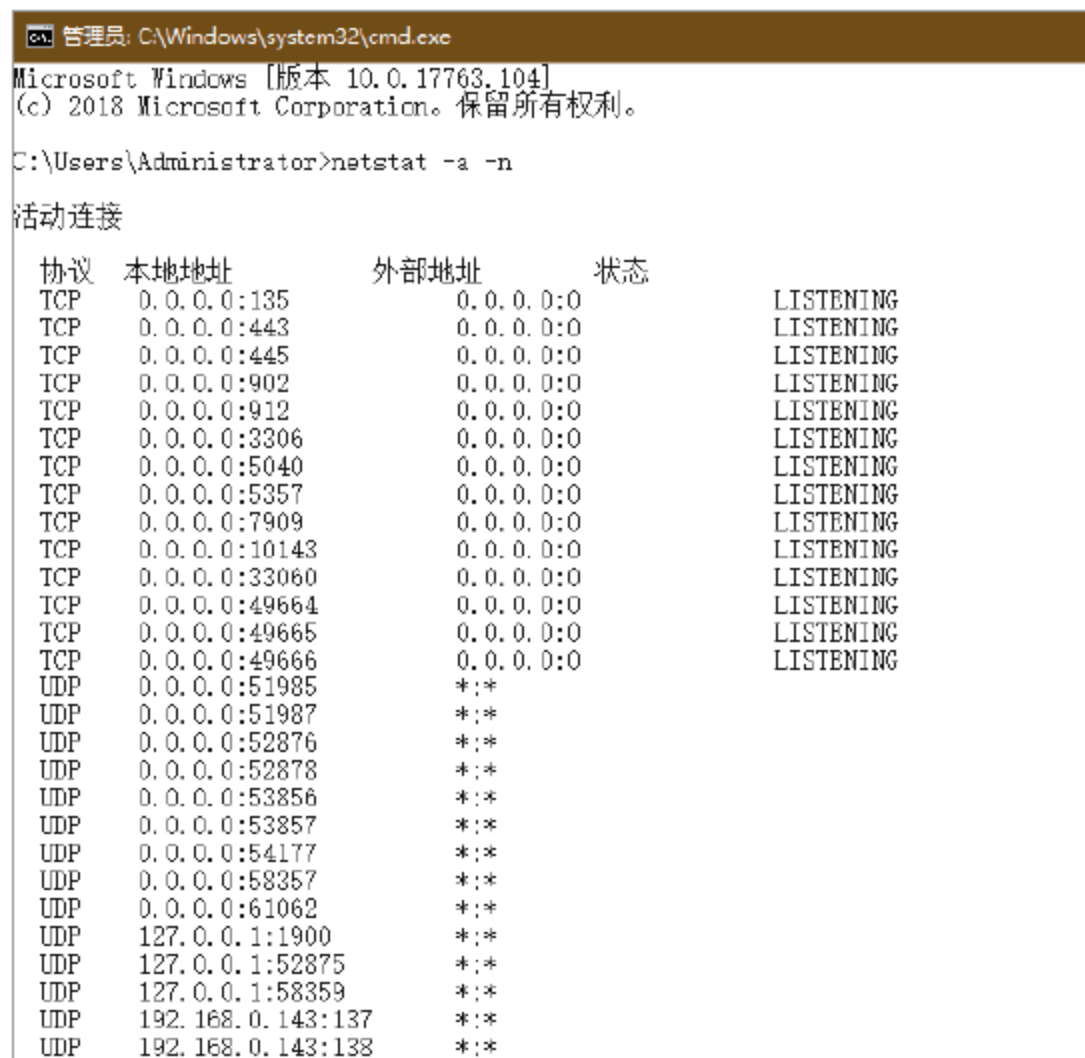 管理员: C:\Windows\system32\cmd.exe
Microsoft Windows [版本 10.0.17763.104]
(c) 2018 Microsoft Corporation。保留所有权利。
C:\Users\Administrator>netstat -a -n
活动连接
协议 本地地址 外部地址 状态
TCP 0.0.0.0:135 0.0.0.0:0 LISTENING
TCP 0.0.0.0:443 0.0.0.0:0 LISTENING
TCP 0.0.0.0:445 0.0.0.0:0 LISTENING
TCP 0.0.0.0:902 0.0.0.0:0 LISTENING
TCP 0.0.0.0:912 0.0.0.0:0 LISTENING
TCP 0.0.0.0:3306 0.0.0.0:0 LISTENING
TCP 0.0.0.0:5040 0.0.0.0:0 LISTENING
TCP 0.0.0.0:5357 0.0.0.0:0 LISTENING
TCP 0.0.0.0:7909 0.0.0.0:0 LISTENING
TCP 0.0.0.0:10143 0.0.0.0:0 LISTENING
TCP 0.0.0.0:33060 0.0.0.0:0 LISTENING
TCP 0.0.0.0:49664 0.0.0.0:0 LISTENING
TCP 0.0.0.0:49665 0.0.0.0:0 LISTENING
TCP 0.0.0.0:49666 0.0.0.0:0 LISTENING
UDP 0.0.0.0:51985 *:*
UDP 0.0.0.0:51987 *:*
UDP 0.0.0.0:52876 *:*
UDP 0.0.0.0:52878 *:*
UDP 0.0.0.0:53856 *:*
UDP 0.0.0.0:53857 *:*
UDP 0.0.0.0:54177 *:*
UDP 0.0.0.0:58357 *:*
UDP 0.0.0.0:61062 *:*
UDP 127.0.0.1:1900 *:*
UDP 127.0.0.1:52875 *:*
UDP 127.0.0.1:58359 *:*
UDP 192.168.0.143:137 *:*
UDP 192.168.0.143:138 *:*